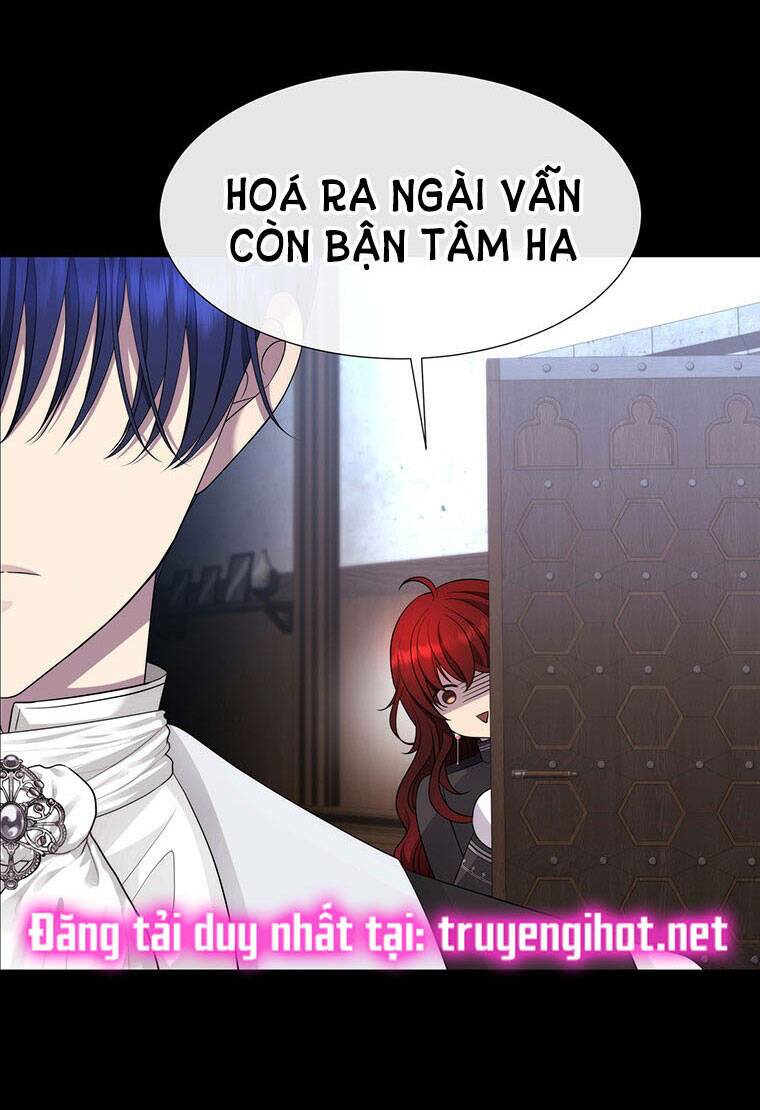 HOÁ RA NGÀI VẪN
CÒN BẬN TÂM HA
Đăng tải duy nhất tại: truyengihot.net